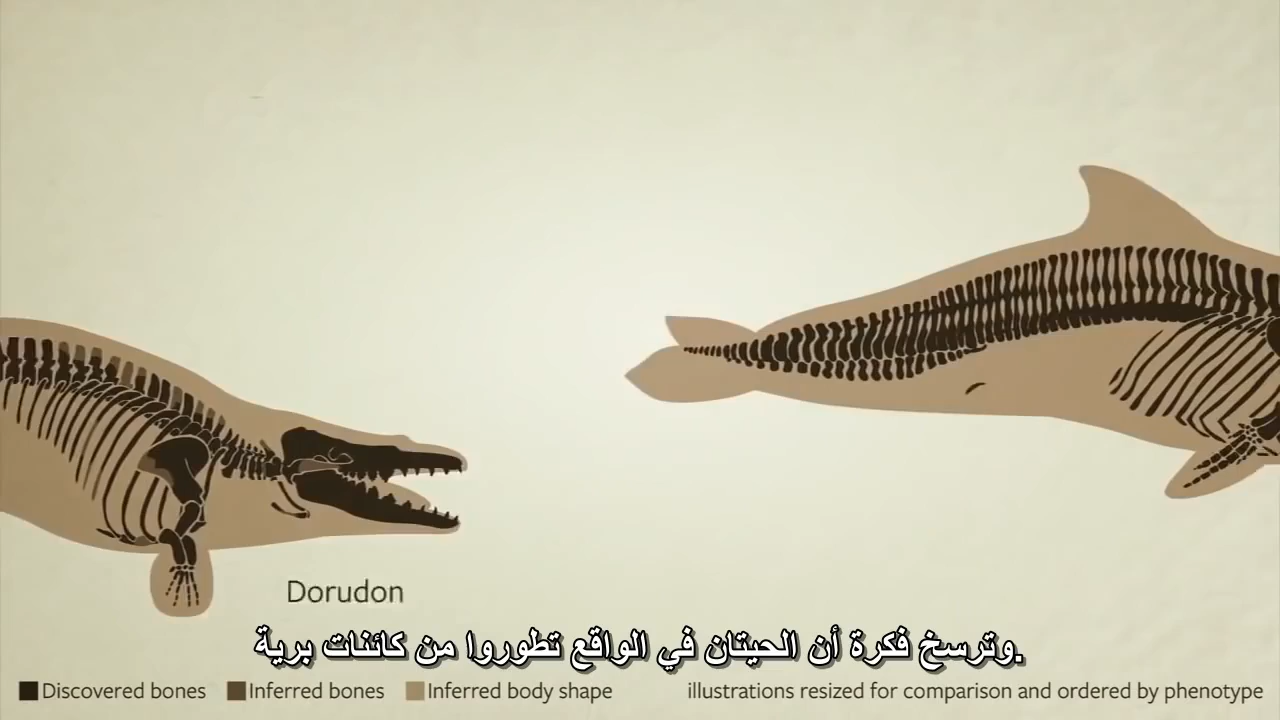 Dorudon
وترسخ فكرة أن الحيتان في الواقع تطوروا من كائنات برية.
Discovered bones Inferred bones Inferred body shape illustrations resized for comparison and ordered by phenotype